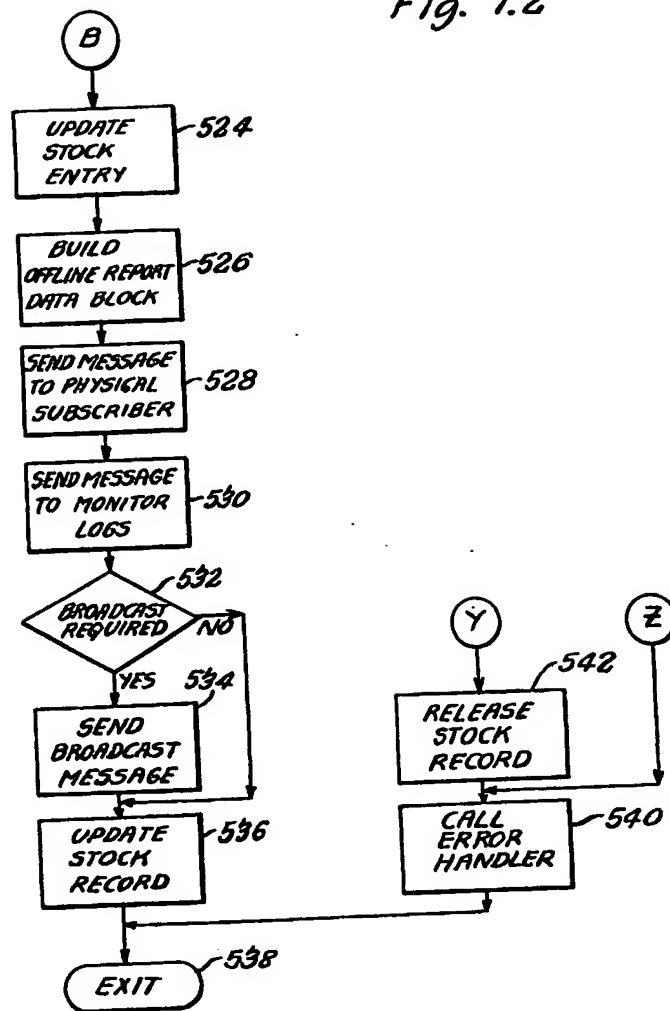 Fig. 7.2
B
UPDATE
STOCK
ENTRY
524
BUILD
OFFLINE REPORT
DATA BLOCK
526
SEND MESSAGE
TO PHYSICAL
SUBSCRIBER
528
SEND MESSAGE
TO MONITOR
LOGS
530
532
BROADCAST
REQUIRED
NO
YES
534
SEND
BROADCAST
MESSAGE
UPDATE
STOCK
RECORD
536
Y
Z
542
RELEASE
STOCK
RECORD
CALL
ERROR
HANDLER
540
EXIT
538